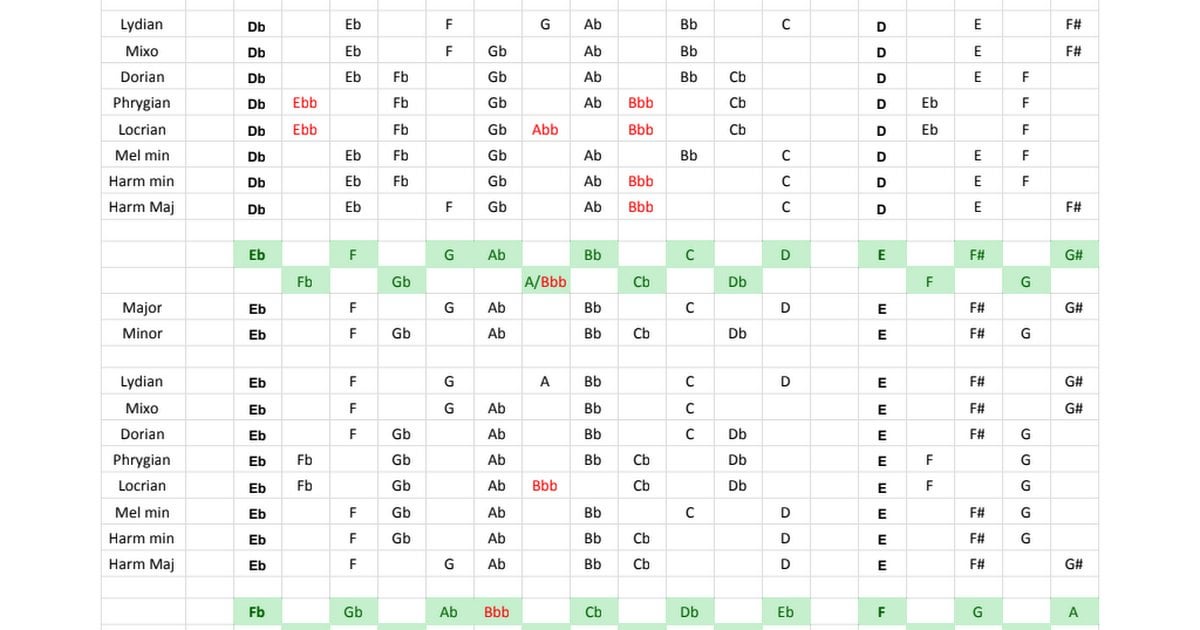 Lydian Db Eb F G Ab Bb C D E F#
Mixo Db Eb F Gb Ab Bb D E F#
Dorian Db Eb Fb Gb Ab Bb Cb D E F
Phrygian Db Ebb Fb Gb Ab Bbb Cb D Eb F
Locrian Db Ebb Fb Gb Abb Bbb Cb D Eb F
Mel min Db Eb Fb Gb Ab Bb C D E F
Harm min Db Eb Fb Gb Ab Bbb C D E F
Harm Maj Db Eb F Gb Ab Bbb C D E F#
Eb F G Ab Bb C D E F# G#
Fb Gb A/Bbb Cb Db F G
Major Eb F G Ab Bb C D E F# G#
Minor Eb F Gb Ab Bb Cb Db E F# G
Lydian Eb F G A Bb C D E F# G#
Mixo Eb F G Ab Bb C E F# G#
Dorian Eb F Gb Ab Bb C Db E F# G
Phrygian Eb Fb Gb Ab Bb Cb Db E F G
Locrian Eb Fb Gb Ab Bbb Cb Db E F G
Mel min Eb F Gb Ab Bb C D E F# G
Harm min Eb F Gb Ab Bb Cb D E F# G
Harm Maj Eb F G Ab Bb Cb D E F# G#
Fb Gb Ab Bbb Cb Db Eb F G A